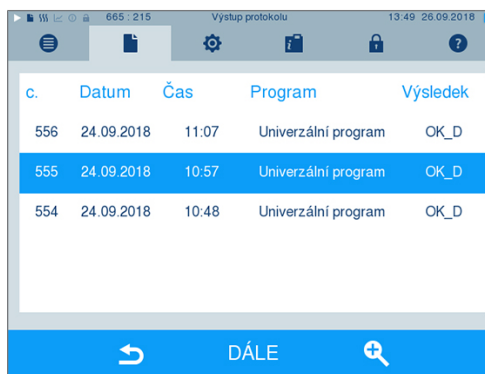 665 : 215 Výstup protokolu 13:49 26.09.2018
c. Datum Čas Program Výsledek
556 24.09.2018 11:07 Univerzální program OK_D
555 24.09.2018 10:57 Univerzální program OK_D
554 24.09.2018 10:48 Univerzální program OK_D
DÁLE